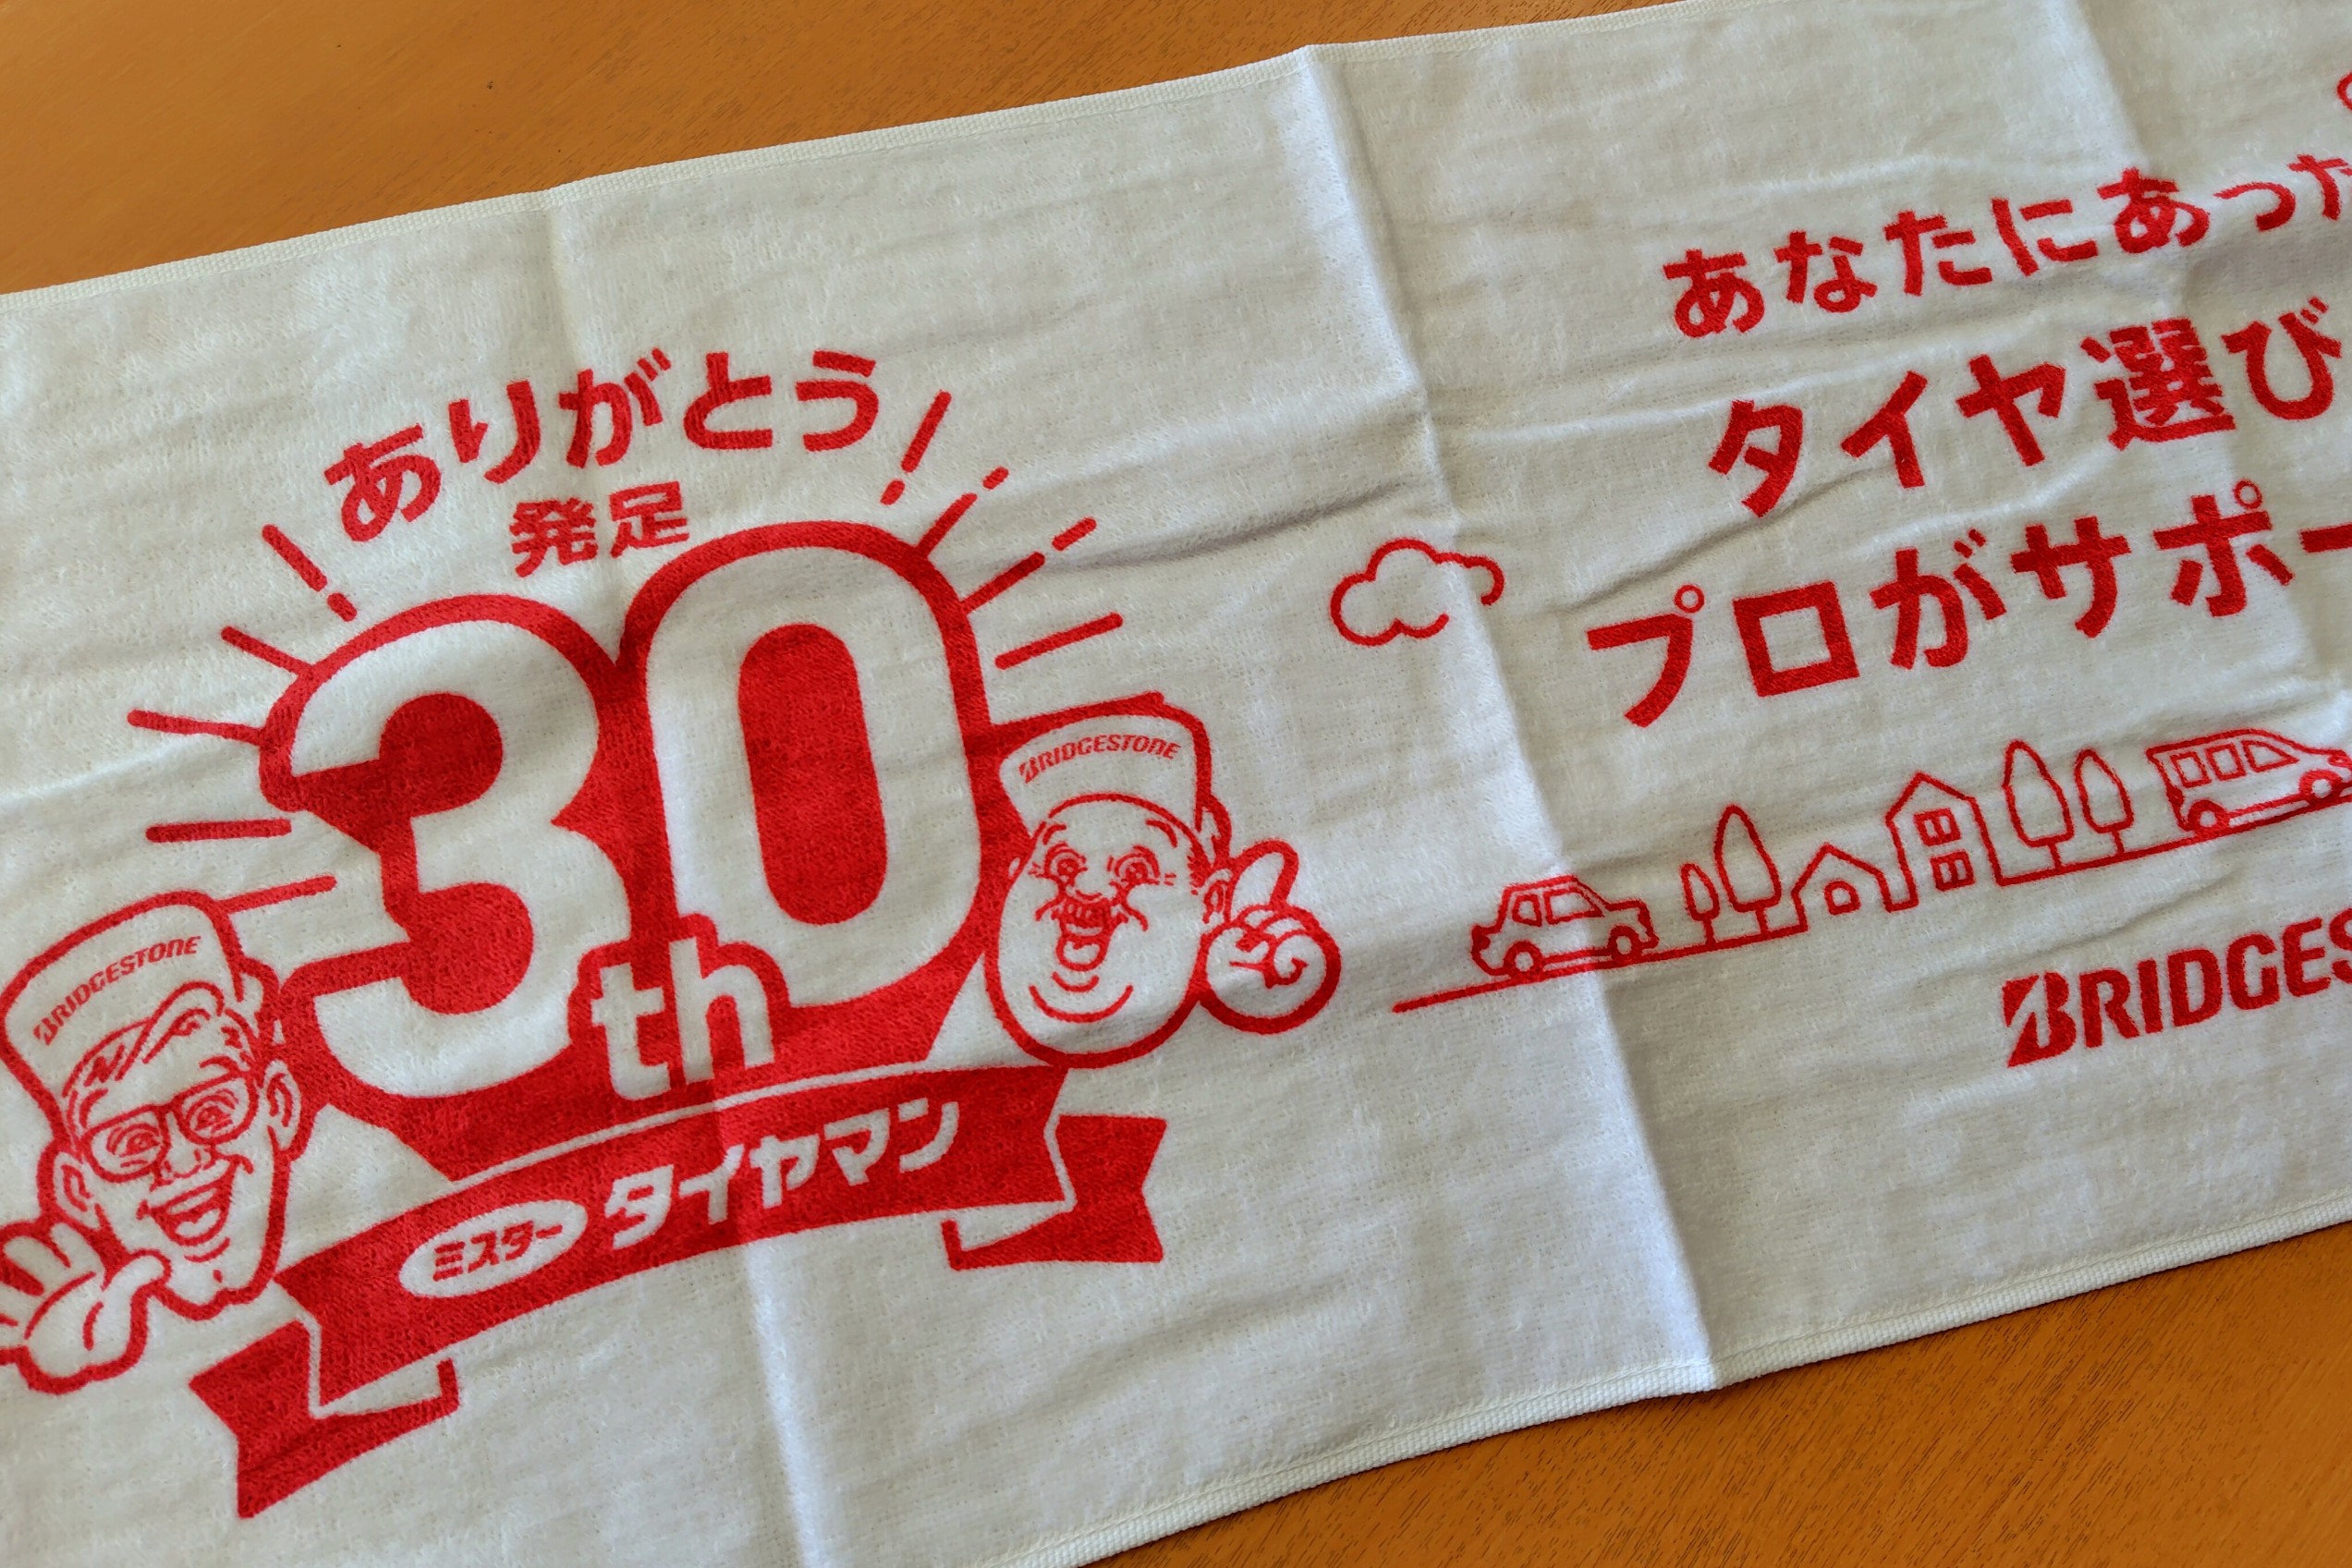 ありがとう
発足
30th
BRIDGESTONE
BRIDGESTONE
ミスター タイヤマン
あなたにあった
タイヤ選び
プロがサポー
BRIDGES